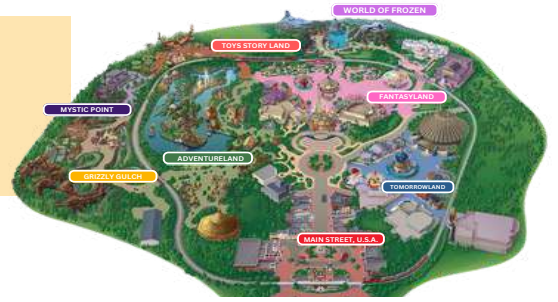 WORLD OF FROZEN
TOYS STORY LAND
FANTASYLAND
MYSTIC POINT
ADVENTURELAND
GRIZZLY GULCH
TOMORROWLAND
MAIN STREET, U.S.A.